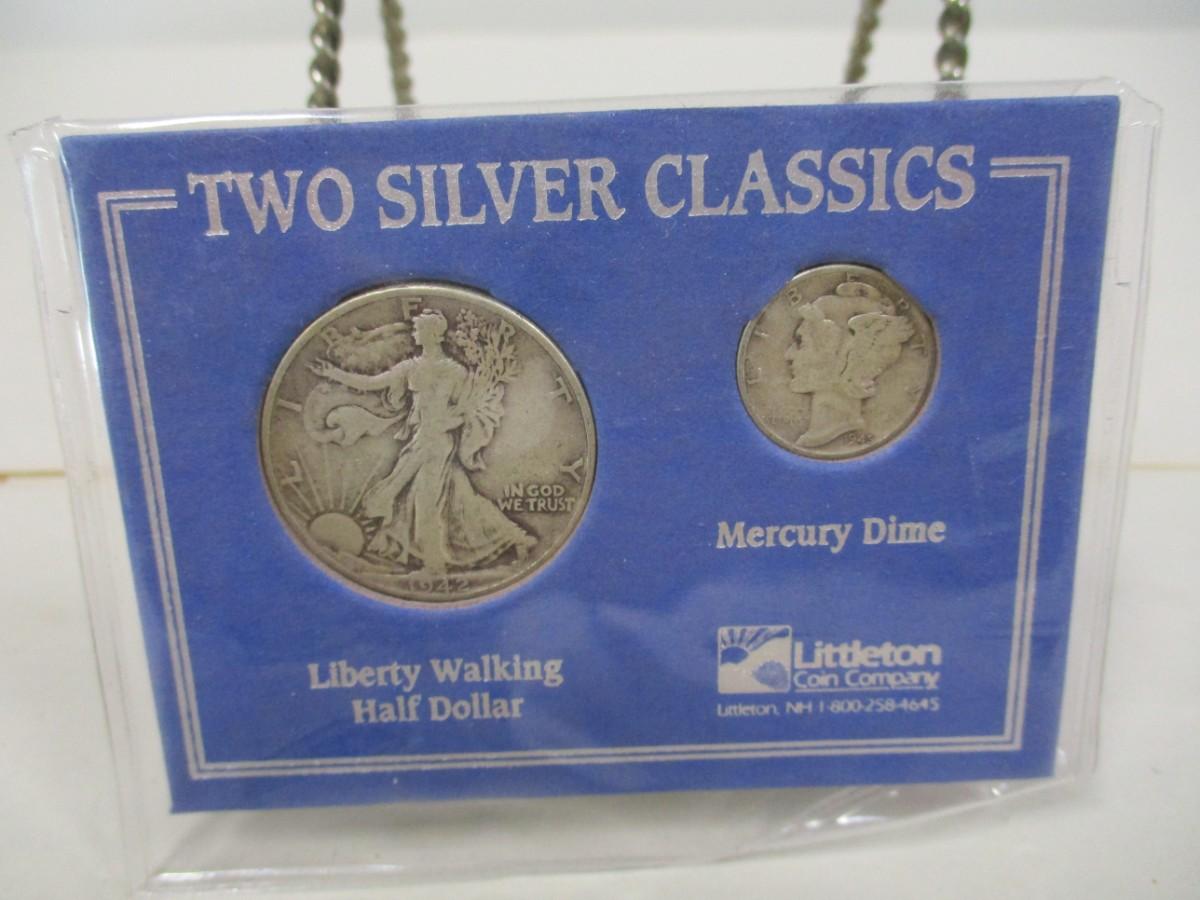 TWO SILVER CLASSICS
LIBERTY
IN GOD
WE TRUST
1942
Liberty Walking
Half Dollar
LIBERTY
1945
Mercury Dime
Littleton
Coin Company
Littleton, NH 1-800-258-4645